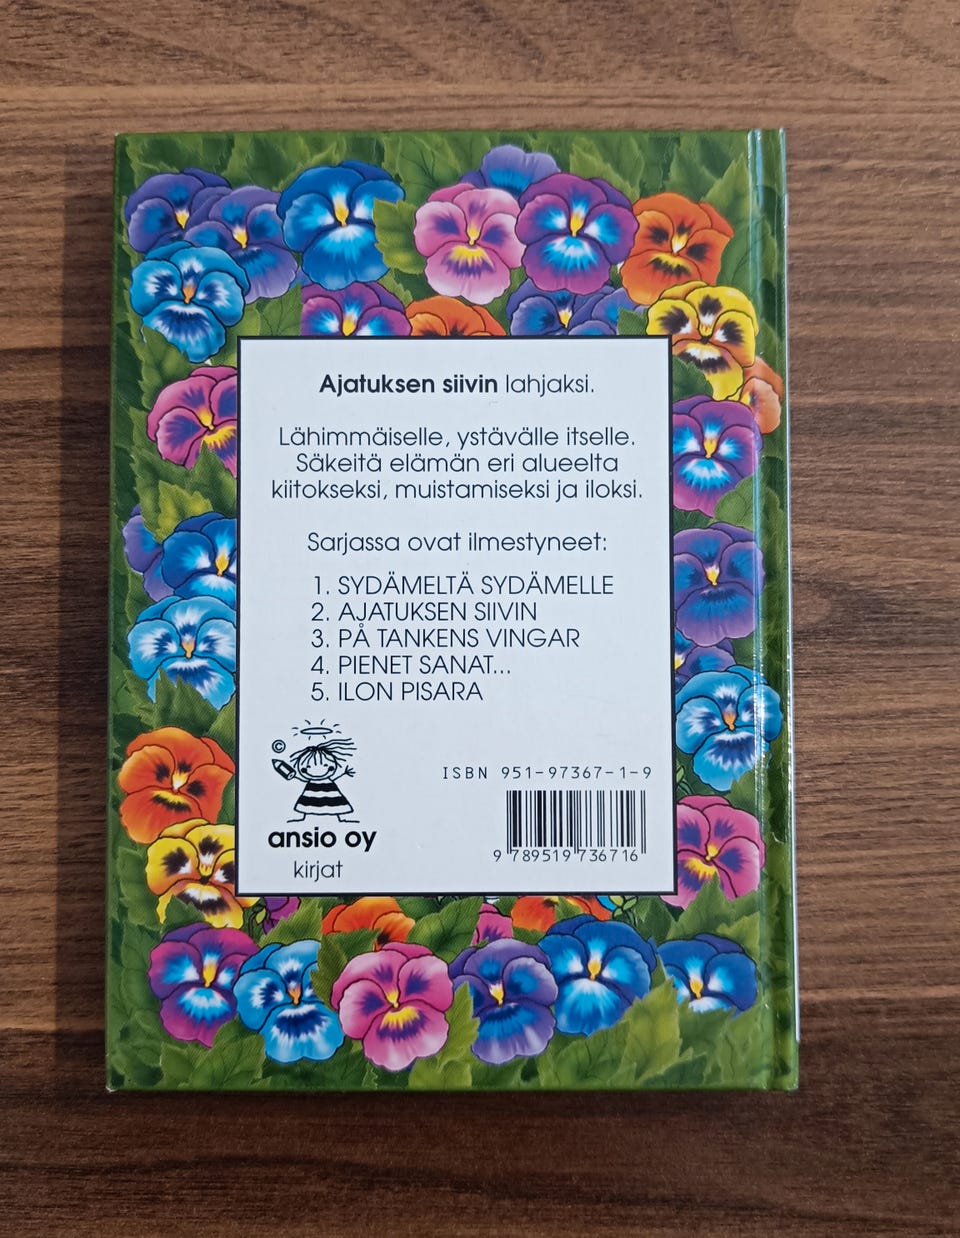 Ajatuksen siivin lahjaksi.
Lähimmäiselle, ystävälle itselle.
Säkeitä elämän eri alueelta
kiitokseksi, muistamiseksi ja iloksi.
Sarjassa ovat ilmestyneet:
1. SYDÄMELTÄ SYDÄMELLE
2. AJATUKSEN SIIVIN
3. PÅ TANKENS VINGAR
4. PIENET SANAT...
5. ILON PISARA
©
ansio oy
kirjat
ISBN 951-97367-1-9
9 789519 736716